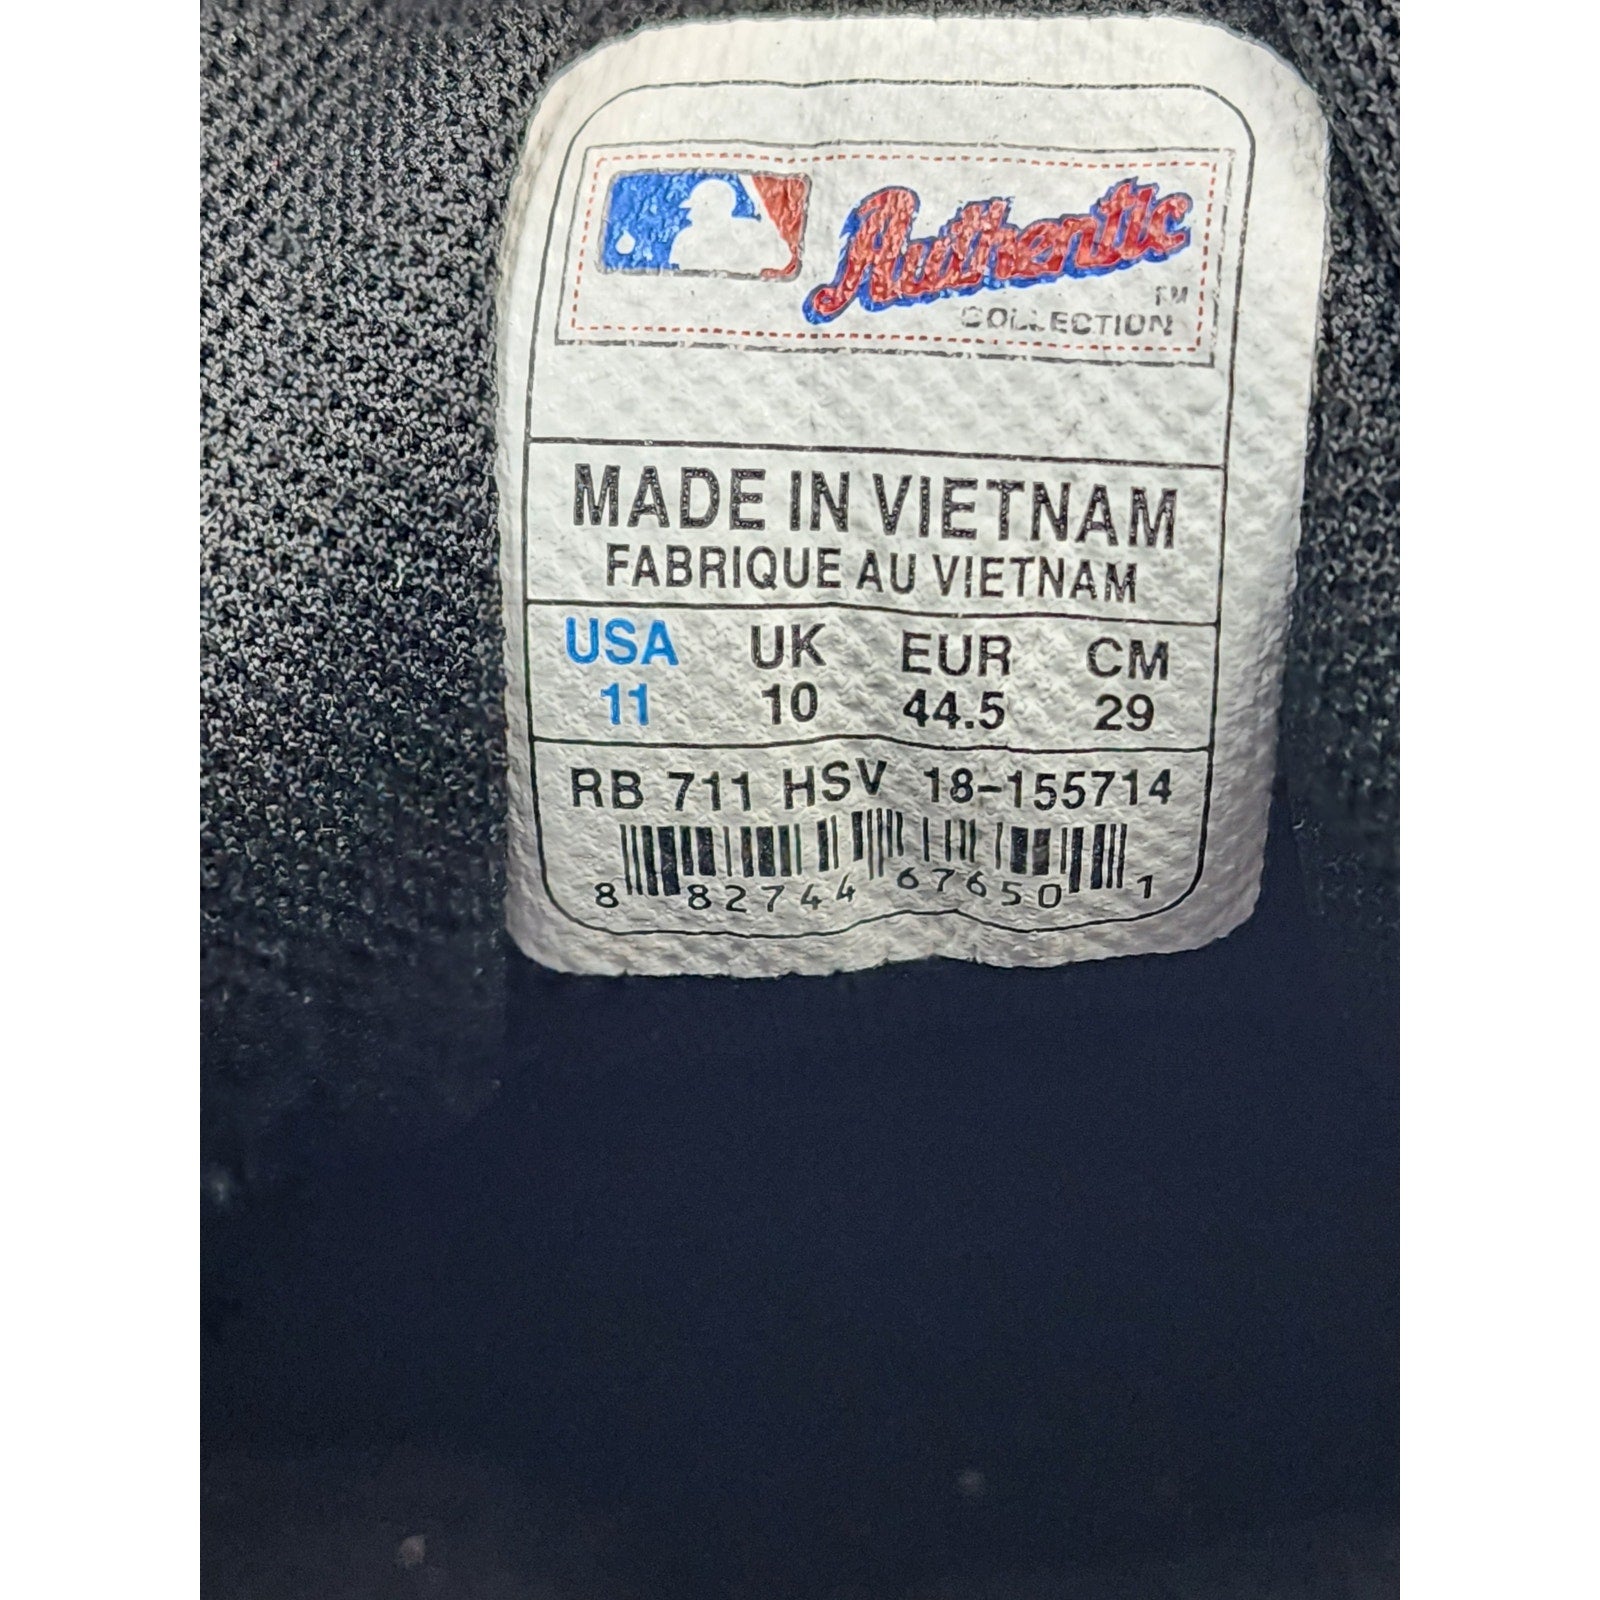 Authentic
TM
COLLECTION
MADE IN VIETNAM
FABRIQUE AU VIETNAM
USA UK EUR CM
11 10 44.5 29
RB 711 HSV 18-155714
8 82744 67650 1